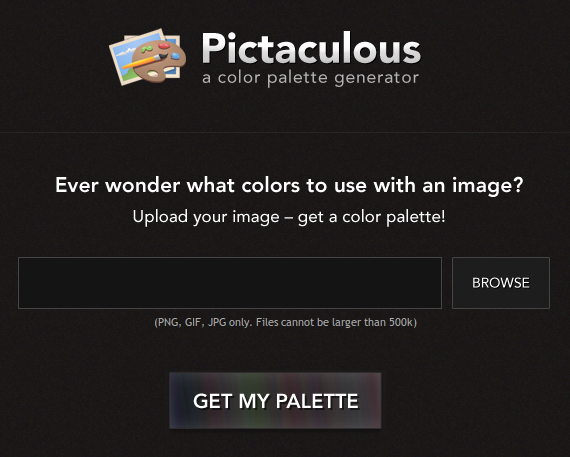 Pictaculous
a color palette generator
Ever wonder what colors to use with an image?
Upload your image – get a color palette!
BROWSE
(PNG, GIF, JPG only. Files cannot be larger than 500k)
GET MY PALETTE